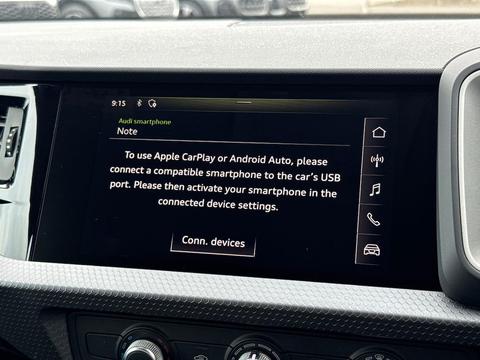 9:15
Audi smartphone
Note
To use Apple CarPlay or Android Auto, please
connect a compatible smartphone to the car's USB
port. Please then activate your smartphone in the
connected device settings.
Conn. devices